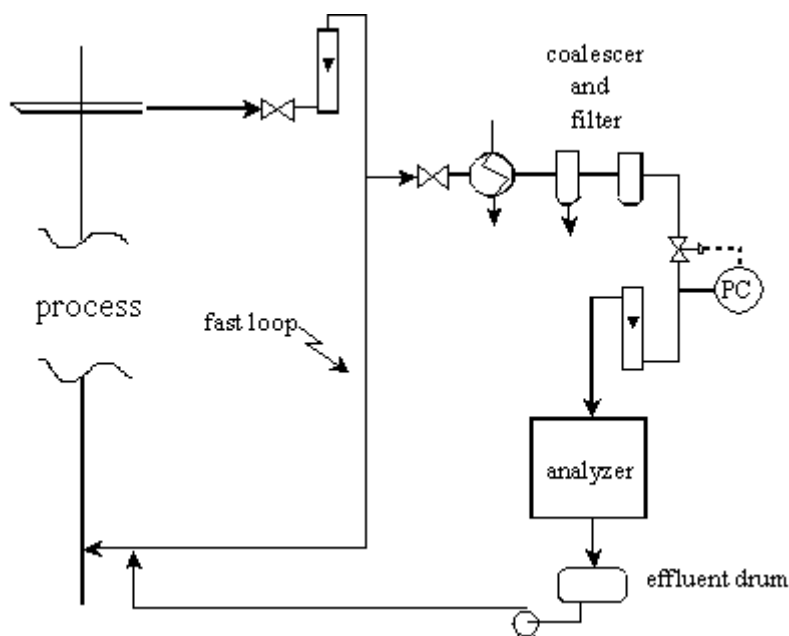 coalescer
and
filter
process
fast loop
PC
analyzer
effluent drum